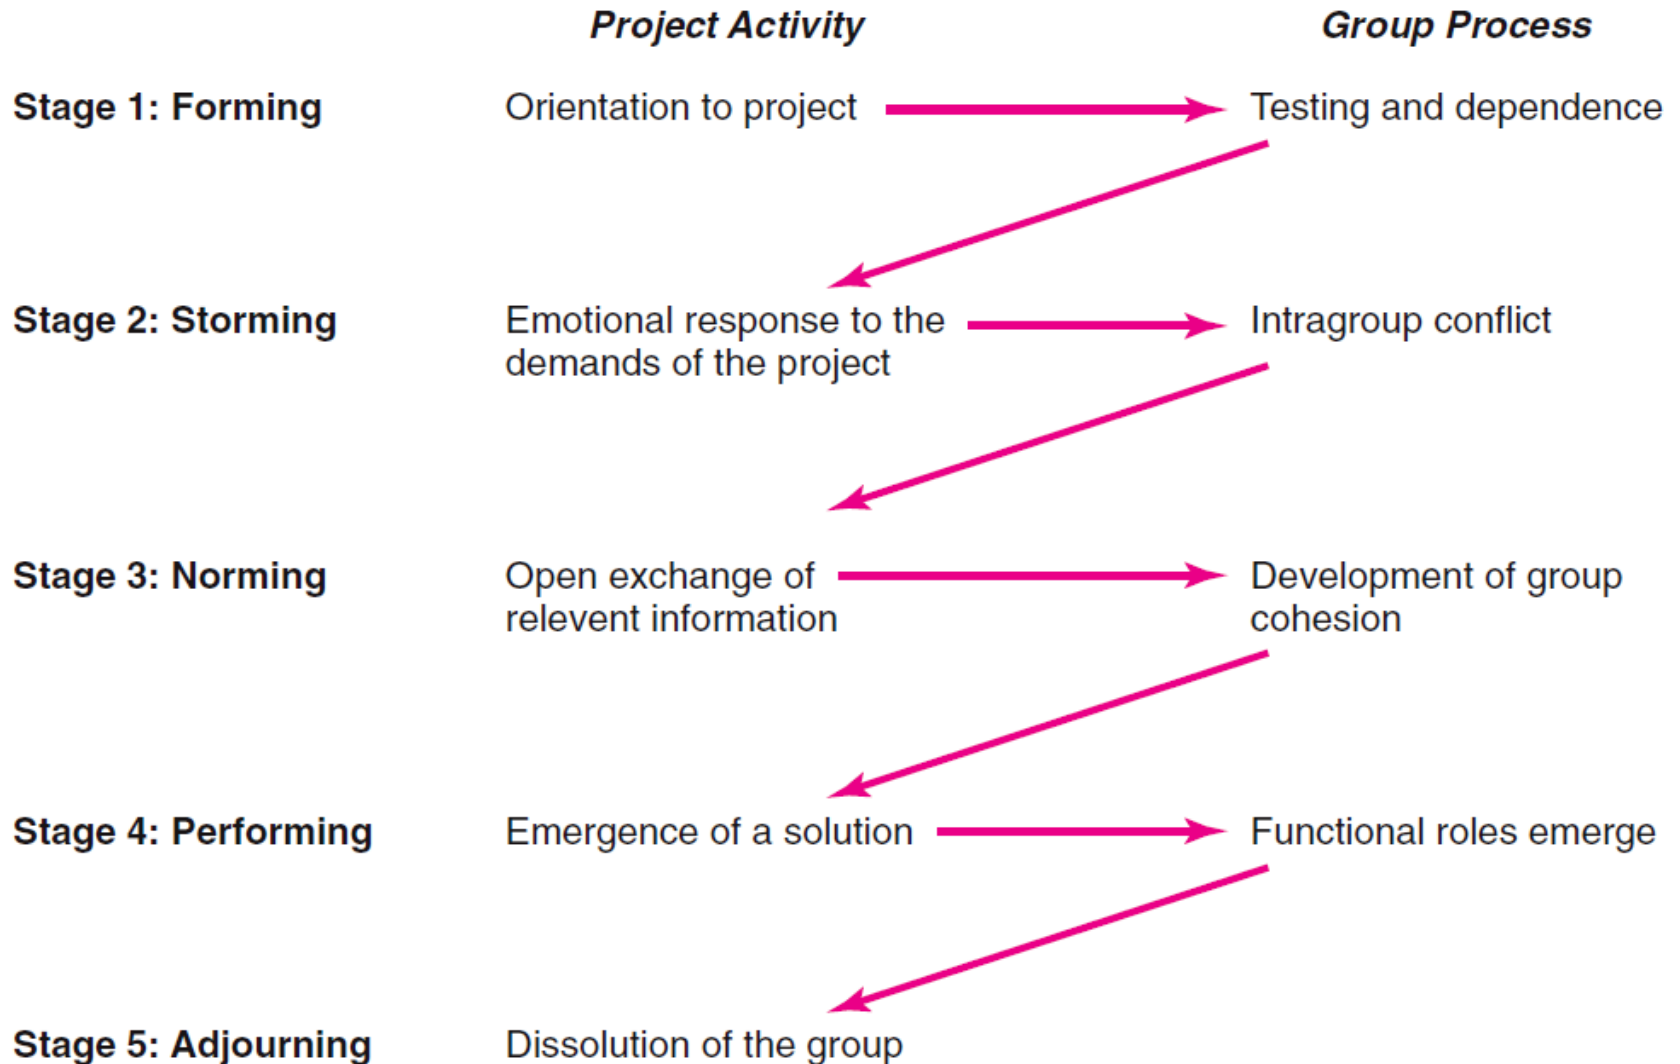 Project Activity Group Process
Stage 1: Forming Orientation to project Testing and dependence
Stage 2: Storming Emotional response to the Intragroup conflict
demands of the project
Stage 3: Norming Open exchange of Development of group
relevent information cohesion
Stage 4: Performing Emergence of a solution Functional roles emerge
Stage 5: Adjourning Dissolution of the group